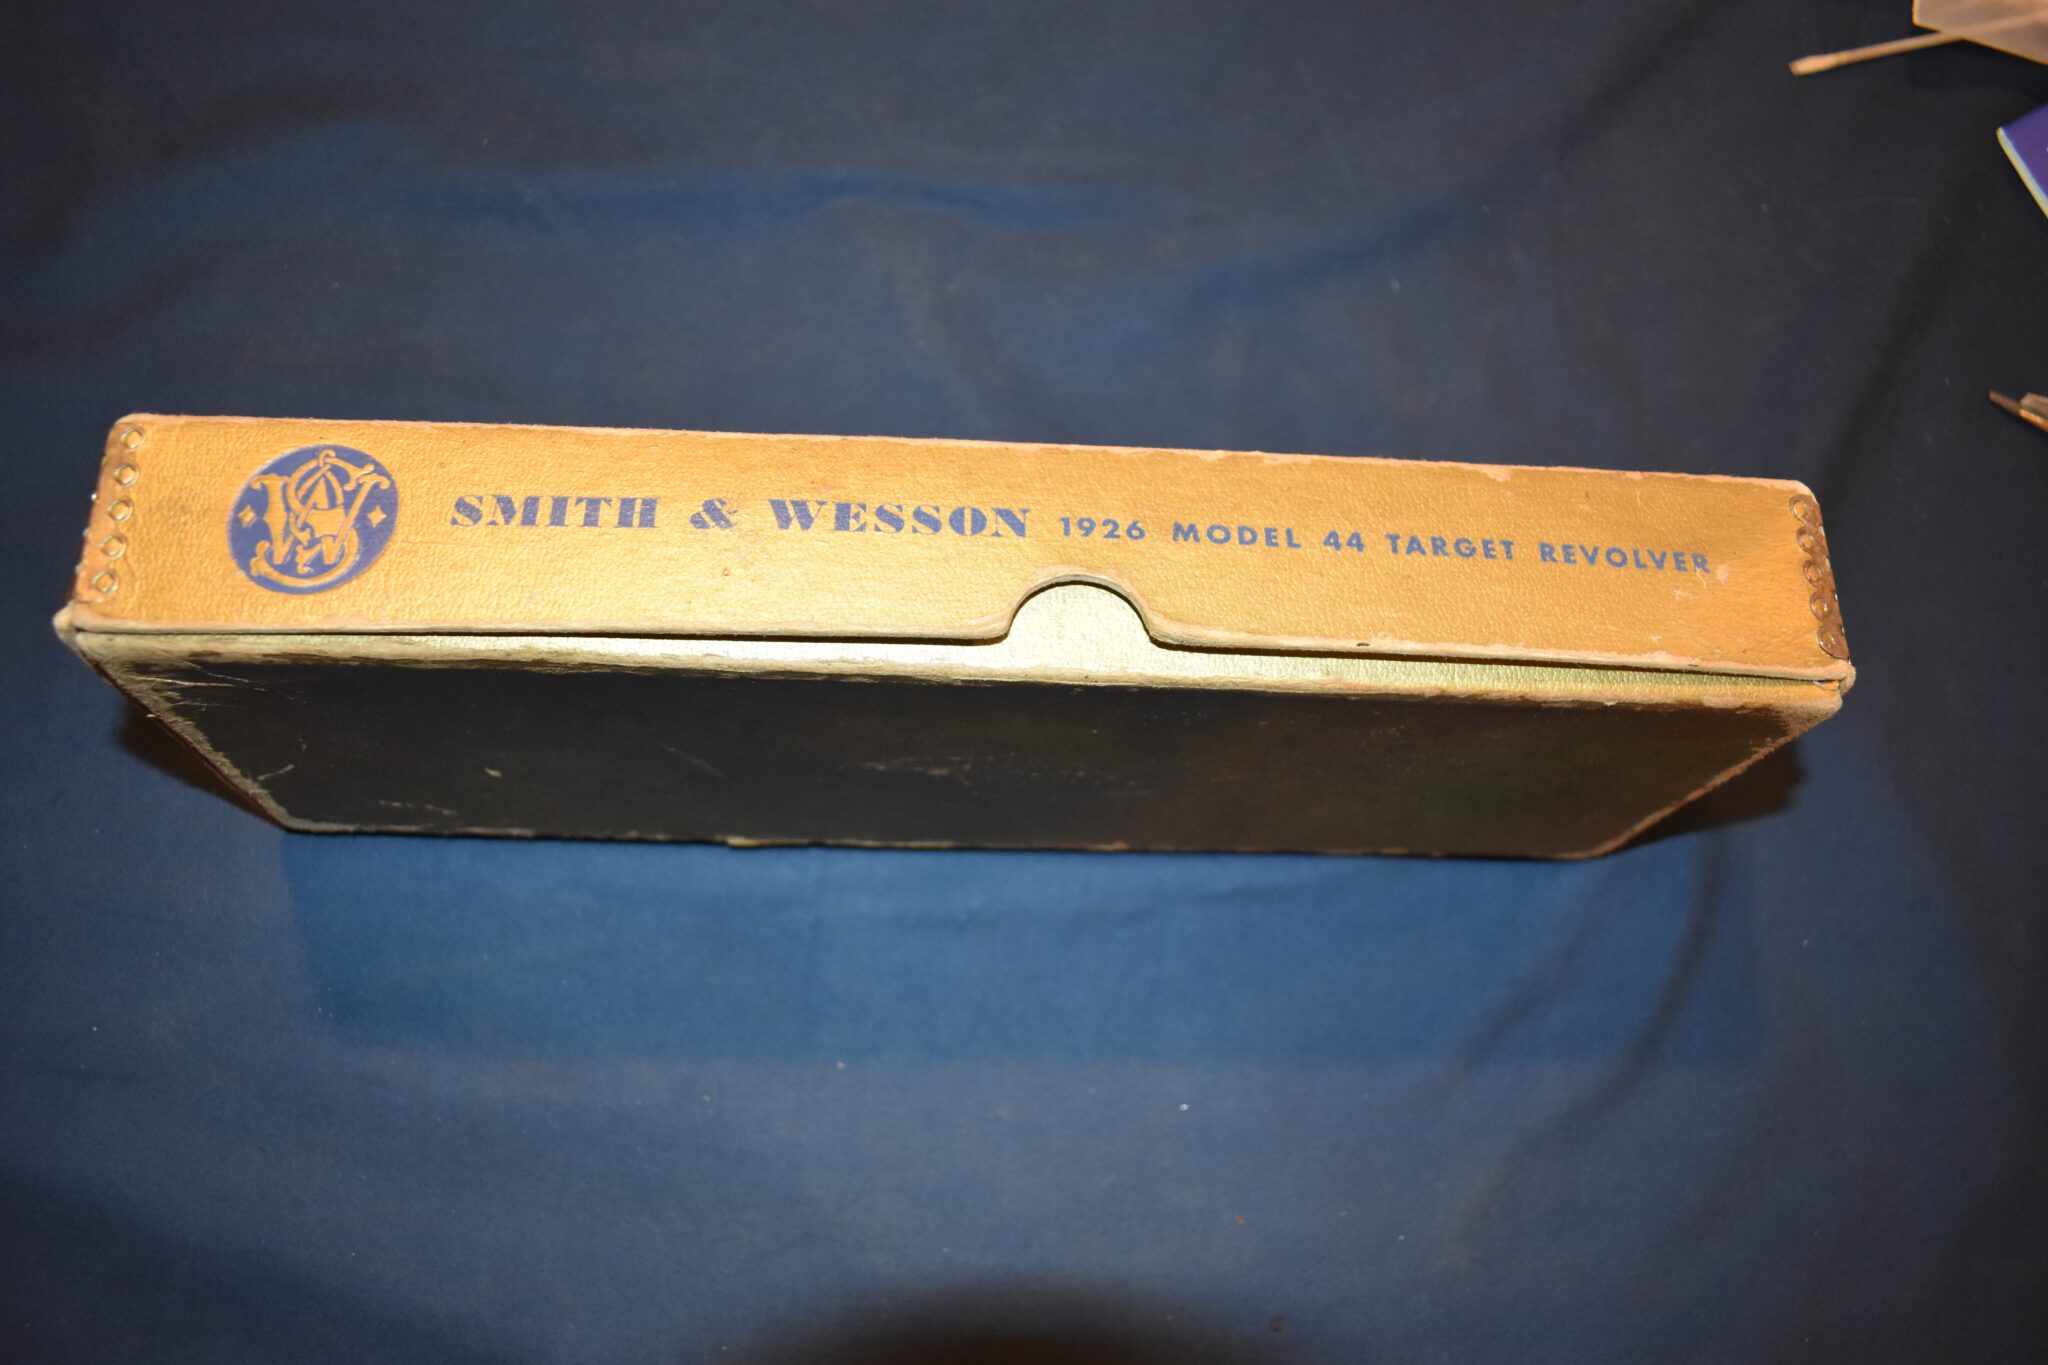 SMITH & WESSON 1926 MODEL 44 TARGET REVOLVER